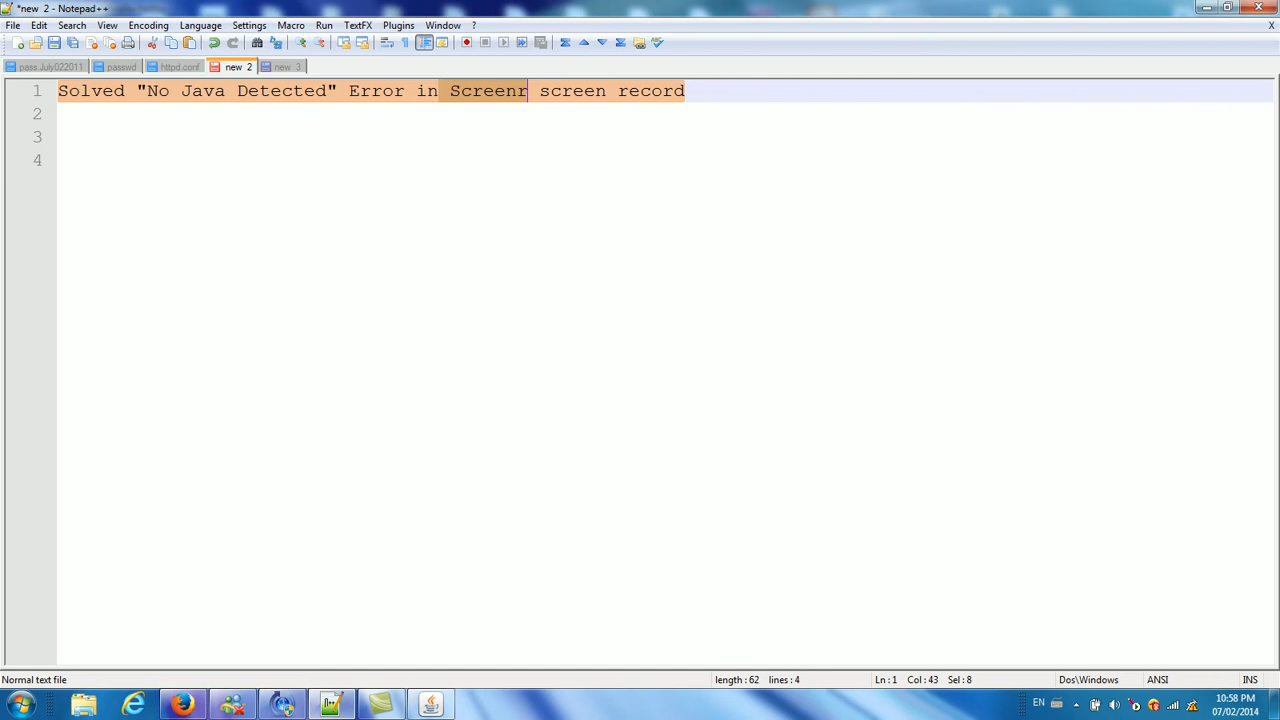 *new 2 - Notepad++
File Edit Search View Encoding Language Settings Macro Run TextFX Plugins Window ? X
pass.July022011 passwd httpd.conf new 2 new 3
1 Solved "No Java Detected" Error in Screenr screen record
2
3
4
Normal text file length : 62 lines : 4 Ln : 1 Col : 43 Sel : 8 Dos\Windows ANSI INS
EN 10:58 PM
07/02/2014